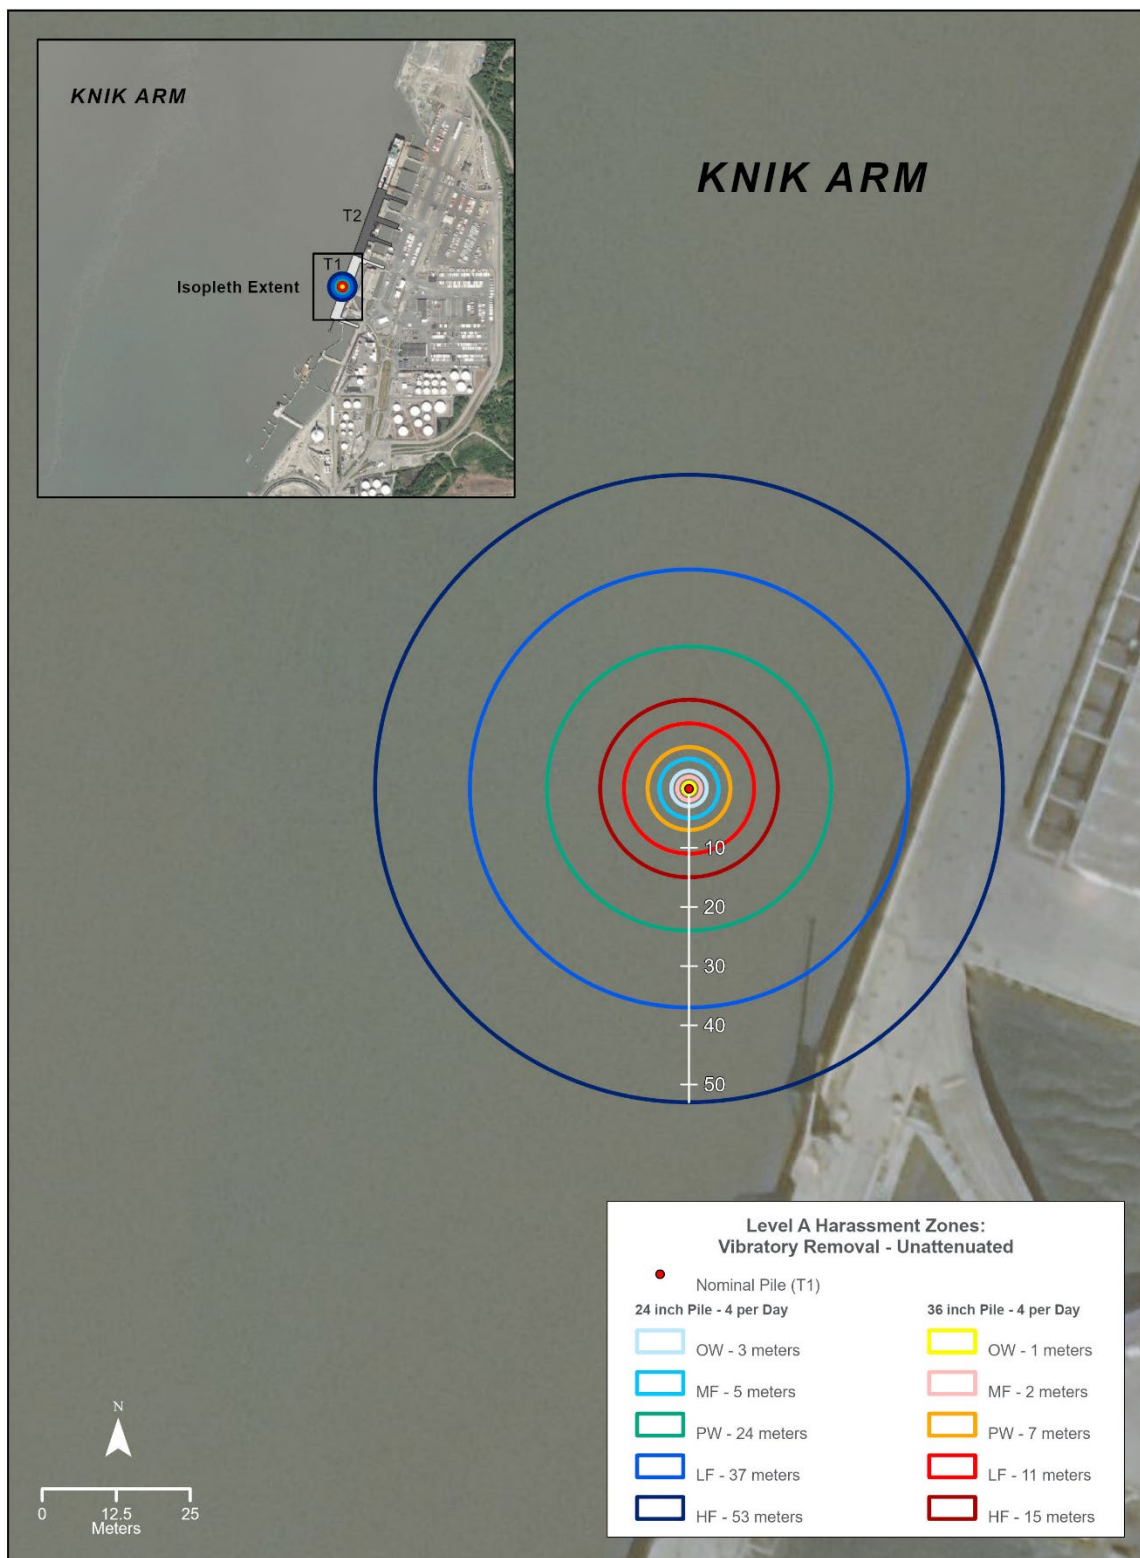 KNIK ARM
T2
T1
Isopleth Extent
KNIK ARM
10
20
30
40
50
Level A Harassment Zones:
Vibratory Removal - Unattenuated
Nominal Pile (T1)
24 inch Pile - 4 per Day
36 inch Pile - 4 per Day
OW - 3 meters
OW - 1 meters
MF - 5 meters
MF - 2 meters
PW - 24 meters
PW - 7 meters
LF - 37 meters
LF - 11 meters
HF - 53 meters
HF - 15 meters
N
0 12.5 25
Meters